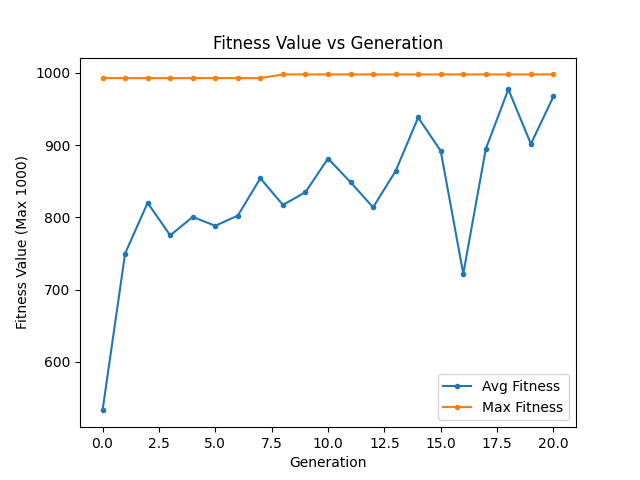 Fitness Value vs Generation
Fitness Value (Max 1000)
1000
900
800
700
600
0.0 2.5 5.0 7.5 10.0 12.5 15.0 17.5 20.0
Generation
Avg Fitness
Max Fitness